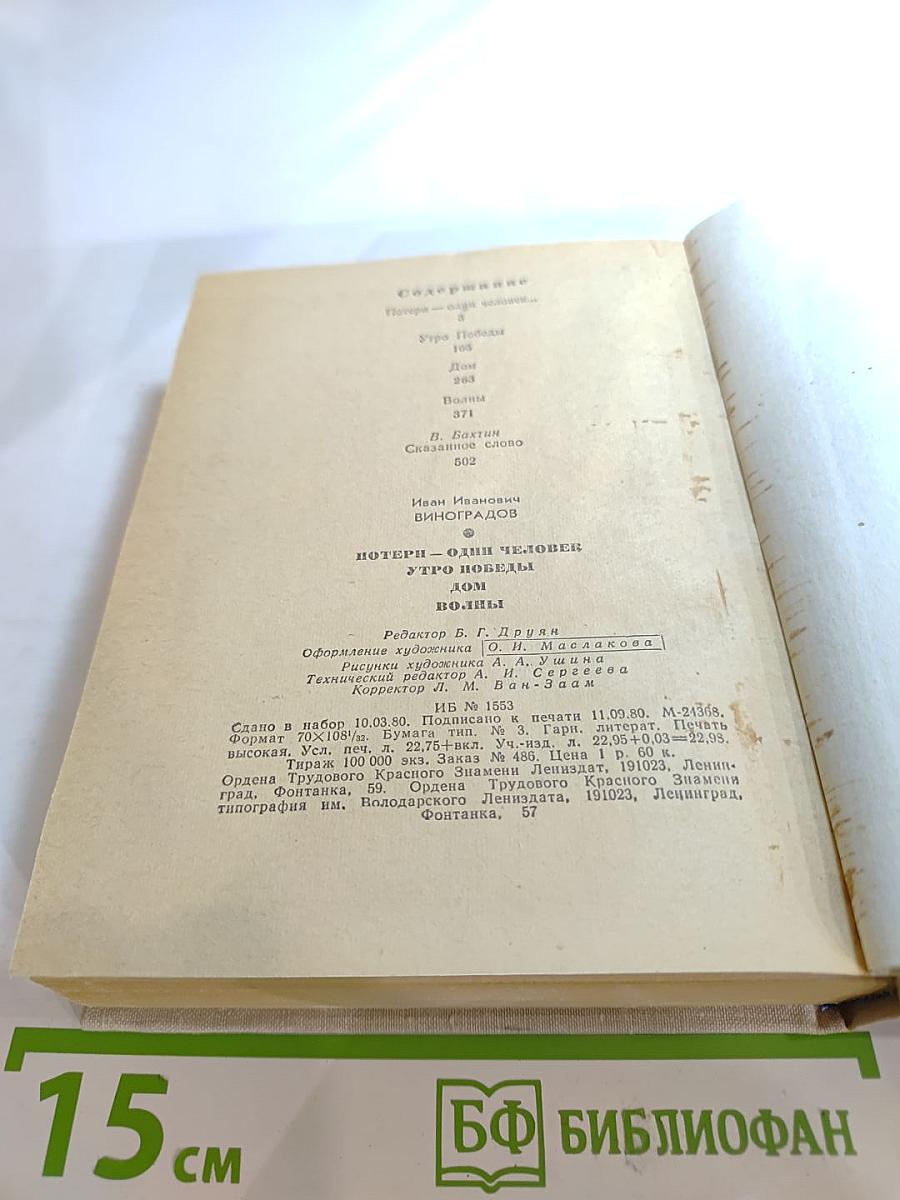 Содержание
Потери — один человек...
3
Утро Победы
165
Дом
263
Волны
371
В. Бахтин
Сказанное слово
502
Иван Иванович
ВИНОГРАДОВ
ПОТЕРИ — ОДИН ЧЕЛОВЕК
УТРО ПОБЕДЫ
ДОМ
ВОЛНЫ
Редактор Б. Г. Друян
Оформление художника О. И. Маслакова
Рисунки художника А. А. Ушина
Технический редактор А. И. Сергеева
Корректор Л. М. Ван-Заам
ИБ № 1553
Сдано в набор 10.03.80. Подписано к печати 11.09.80. М-24368.
Формат 70×108¹/₃₂. Бумага тип. № 3. Гарн. литерат. Печать
высокая. Усл. печ. л. 22,75+вкл. Уч.-изд. л. 22,95+0,03=22,98.
Тираж 100 000 экз. Заказ № 486. Цена 1 р. 60 к.
Ордена Трудового Красного Знамени Лениздат, 191023, Ленин-
град, Фонтанка, 59. Ордена Трудового Красного Знамени
типография им. Володарского Лениздата, 191023, Ленинград,
Фонтанка, 57
15 см
БФ БИБЛИОФАН